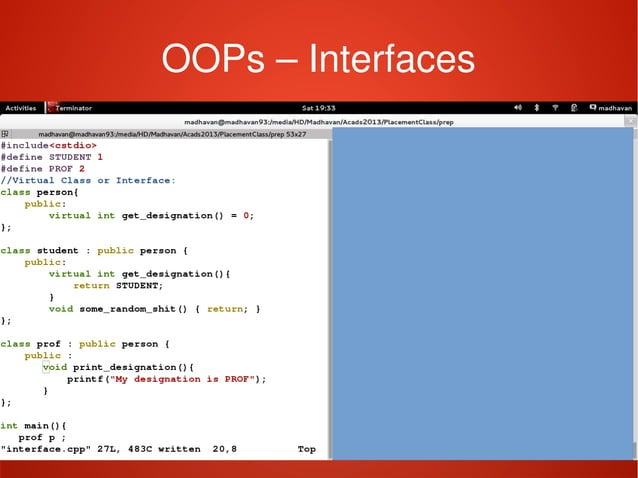 OOPs – Interfaces
Activities Terminator Sat 19:33 madhavan
madhavan@madhavan93:/media/HD/Madhavan/Acads2013/PlacementClass/prep
madhavan@madhavan93:/media/HD/Madhavan/Acads2013/PlacementClass/prep 53x27
#include<cstdio>
#define STUDENT 1
#define PROF 2
//Virtual Class or Interface:
class person{
    public:
        virtual int get_designation() = 0;
};
class student : public person {
    public:
        virtual int get_designation(){
            return STUDENT;
        }
        void some_random_shit() { return; }
};
class prof : public person {
    public :
       void print_designation(){
           printf("My designation is PROF");
       }
};
int main(){
   prof p ;
"interface.cpp" 27L, 483C written  20,8          Top